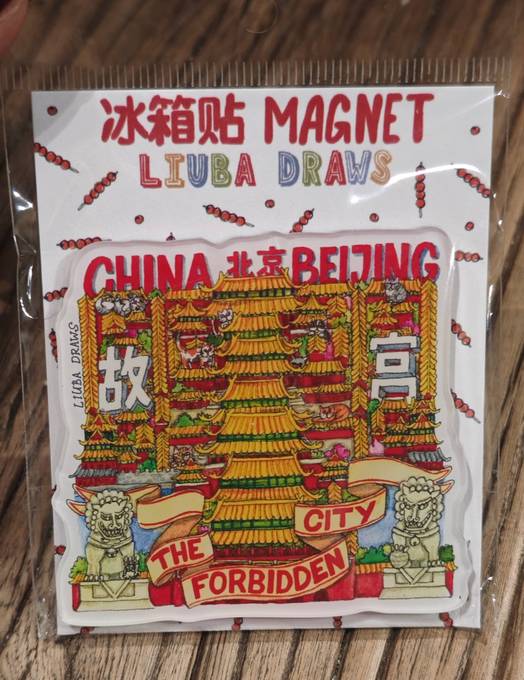 冰箱贴 MAGNET
LIUBA DRAWS
CHINA 北京 BEIJING
LIUBA DRAWS
故宫
THE FORBIDDEN CITY